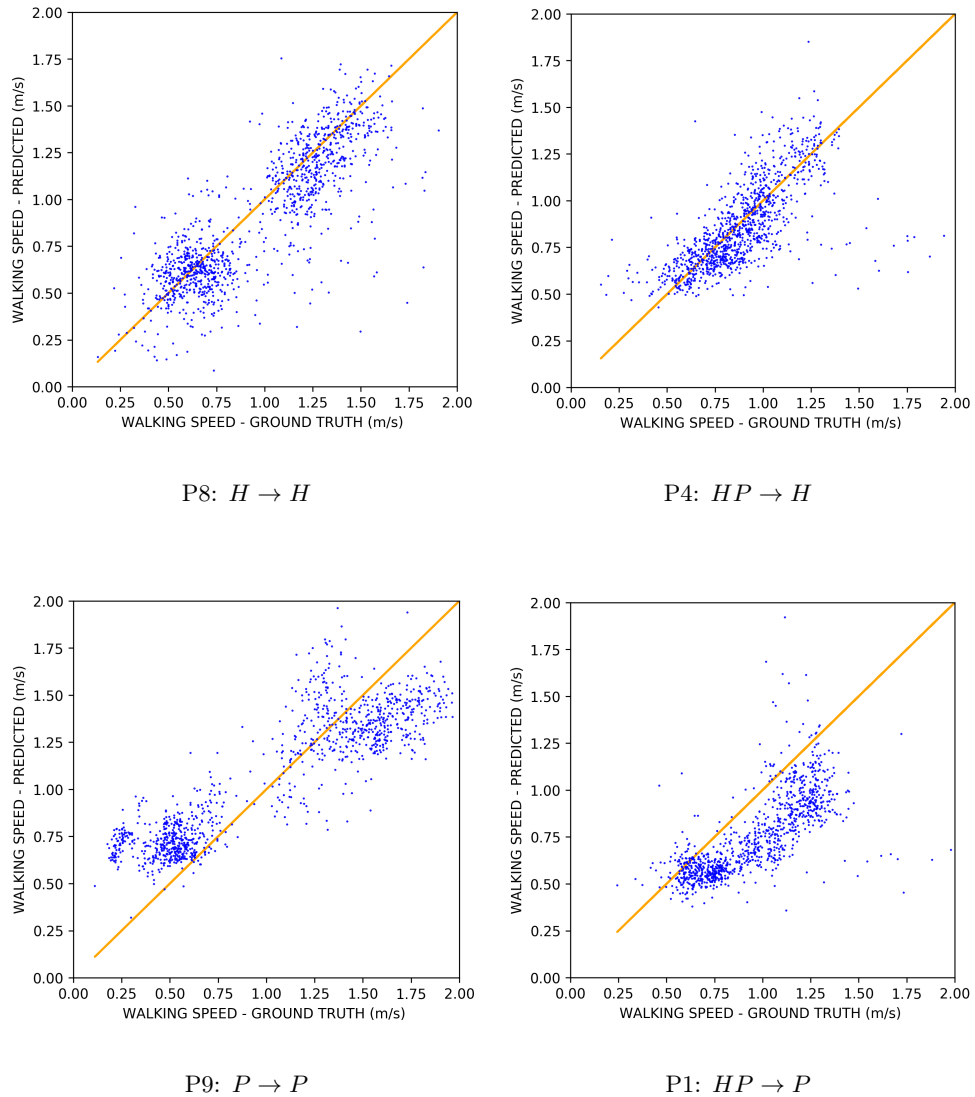 2.00
1.75
1.50
1.25
1.00
0.75
0.50
0.25
0.00
WALKING SPEED - PREDICTED (m/s)
0.00 0.25 0.50 0.75 1.00 1.25 1.50 1.75 2.00
WALKING SPEED - GROUND TRUTH (m/s)
P8: H → H
2.00
1.75
1.50
1.25
1.00
0.75
0.50
0.25
0.00
WALKING SPEED - PREDICTED (m/s)
0.00 0.25 0.50 0.75 1.00 1.25 1.50 1.75 2.00
WALKING SPEED - GROUND TRUTH (m/s)
P4: HP → H
2.00
1.75
1.50
1.25
1.00
0.75
0.50
0.25
0.00
WALKING SPEED - PREDICTED (m/s)
0.00 0.25 0.50 0.75 1.00 1.25 1.50 1.75 2.00
WALKING SPEED - GROUND TRUTH (m/s)
P9: P → P
2.00
1.75
1.50
1.25
1.00
0.75
0.50
0.25
0.00
WALKING SPEED - PREDICTED (m/s)
0.00 0.25 0.50 0.75 1.00 1.25 1.50 1.75 2.00
WALKING SPEED - GROUND TRUTH (m/s)
P1: HP → P